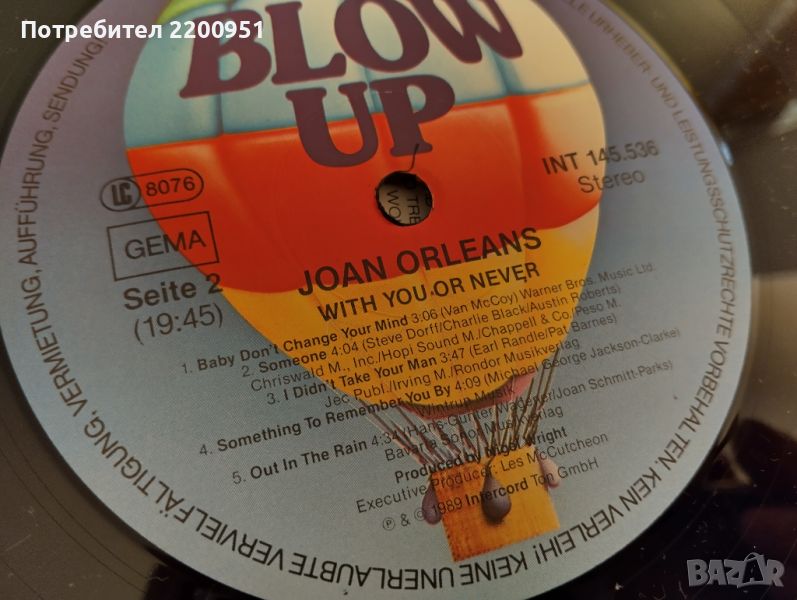 Потребител 2200951
BLOW
UP
LC 8076
GEMA
Seite 2
(19:45)
INT 145.536
Stereo
JOAN ORLEANS
WITH YOU OR NEVER
1. Baby Don't Change Your Mind 3:06 (Van McCoy) Warner Bros. Music Ltd.
2. Someone 4:04 (Steve Dorff/Charlie Black/Austin Roberts)
Chriswald M., Inc./Hopi Sound M./Chappell & Co./Peso M.
3. I Didn't Take Your Man 3:47 (Earl Randle/Pat Barnes)
Jec Publ./Irving M./Rondor Musikverlag
4. Something To Remember You By 4:09 (Michael George Jackson-Clarke)
Wintrup Musik
5. Out In The Rain 4:34 (Hans-Günter Wagener/Joan Schmitt-Parks)
Bavaria Sonor Musikverlag
Produced by Nigel Wright
Executive Producer: Les McCutcheon
℗ & © 1989 Intercord Ton GmbH
URHEBER- UND LEISTUNGSSCHUTZRECHTE VORBEHALTEN KEIN VERLEIH! KEINE UNERLAUBTE VERVIELFÄLTIGUNG, VERMIETUNG, AUFFÜHRUNG, SENDUNG!
BAZAR